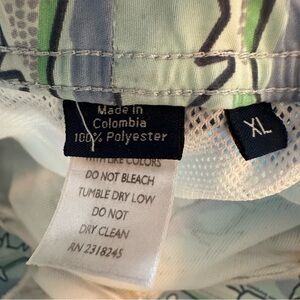 Made in
Colombia
100% Polyester
XL
WITH LIKE COLORS
DO NOT BLEACH
TUMBLE DRY LOW
DO NOT
DRY CLEAN
RN 2318245